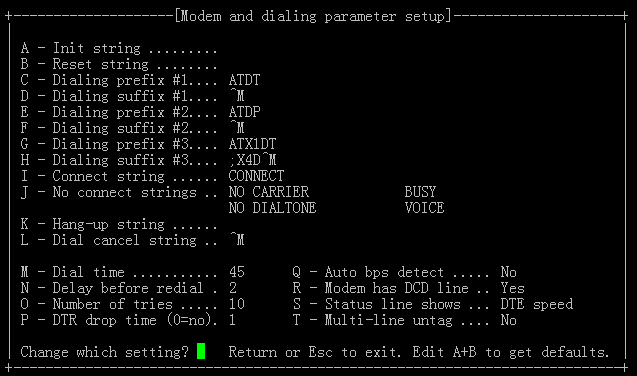 [Modem and dialing parameter setup]
A - Init string .........
B - Reset string ........
C - Dialing prefix #1.... ATDT
D - Dialing suffix #1.... ^M
E - Dialing prefix #2.... ATDP
F - Dialing suffix #2.... ^M
G - Dialing prefix #3.... ATX1DT
H - Dialing suffix #3.... ;X4D^M
I - Connect string ...... CONNECT
J - No connect strings .. NO CARRIER BUSY
NO DIALTONE VOICE
K - Hang-up string ......
L - Dial cancel string .. ^M
M - Dial time ........... 45 Q - Auto bps detect ..... No
N - Delay before redial . 2 R - Modem has DCD line .. Yes
O - Number of tries ..... 10 S - Status line shows ... DTE speed
P - DTR drop time (0=no). 1 T - Multi-line untag .... No
Change which setting? Return or Esc to exit. Edit A+B to get defaults.